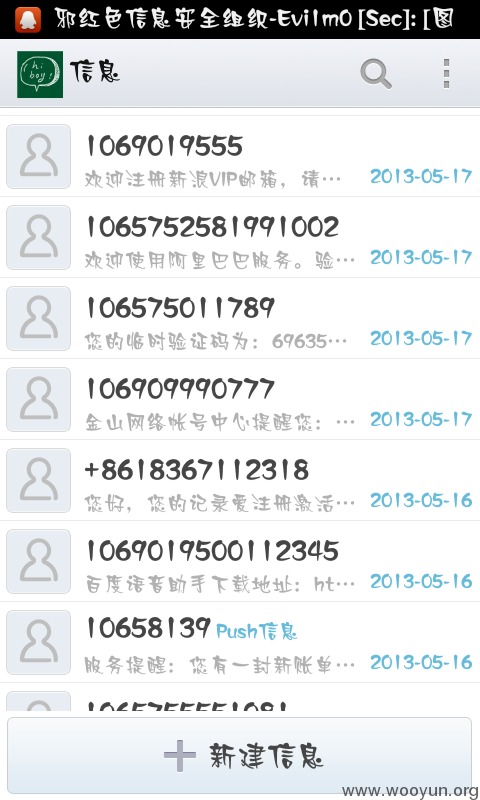 邪红色信息安全组织-Evi1m0 [Sec]: [图
hi boy!
信息
1069019555
欢迎注册新浪VIP邮箱，请… 2013-05-17
1065752581991002
欢迎使用阿里巴巴服务。验… 2013-05-17
106575011789
您的临时验证码为：69635… 2013-05-17
106909990777
金山网络帐号中心提醒您：… 2013-05-17
+8618367112318
您好，您的记录爱注册激活… 2013-05-16
1069019500112345
百度语音助手下载地址：ht… 2013-05-16
10658139 Push信息
服务提醒：您有一封新账单… 2013-05-16
1065755551081
新建信息
www.wooyun.org